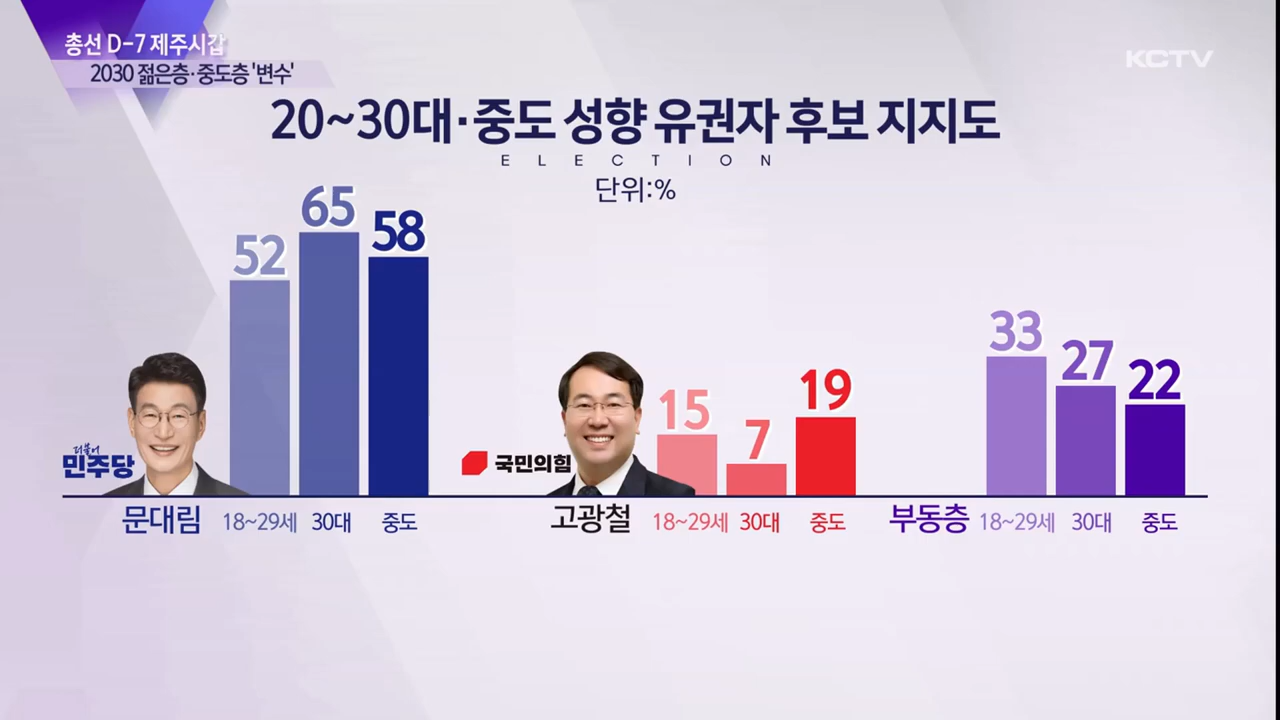 총선 D-7 제주시갑
KCTV
2030 젊은층·중도층 '변수'
20~30대·중도 성향 유권자 후보 지지도
ELECTION
단위:%
52 65 58
15 7 19
33 27 22
더불어
민주당
국민의힘
문대림 18~29세 30대 중도
고광철 18~29세 30대 중도
부동층 18~29세 30대 중도